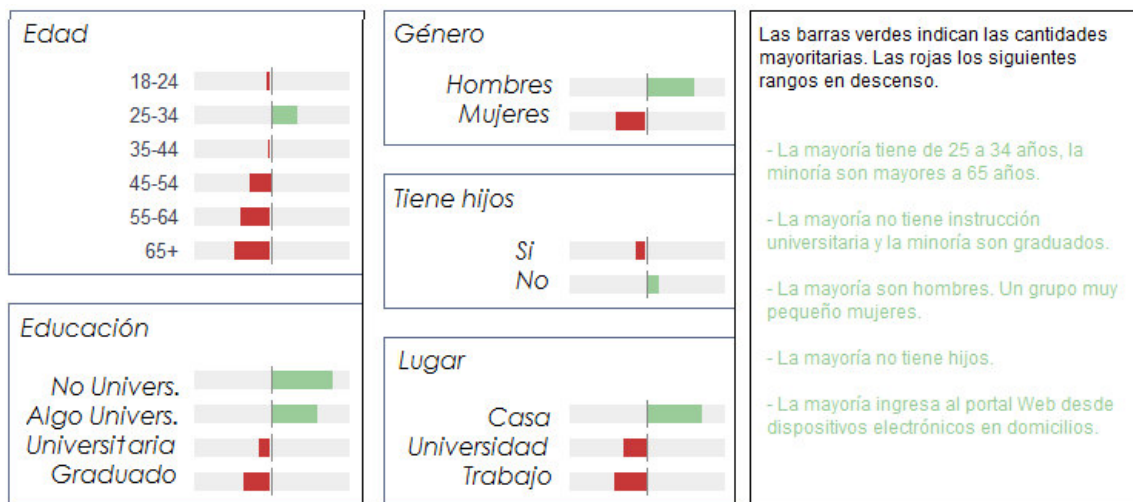 Edad
18-24
25-34
35-44
45-54
55-64
65+
Educación
No Univers.
Algo Univers.
Universitaria
Graduado
Género
Hombres
Mujeres
Tiene hijos
Si
No
Lugar
Casa
Universidad
Trabajo
Las barras verdes indican las cantidades
mayoritarias. Las rojas los siguientes
rangos en descenso.
- La mayoría tiene de 25 a 34 años, la
minoría son mayores a 65 años.
- La mayoría no tiene instrucción
universitaria y la minoría son graduados.
- La mayoría son hombres. Un grupo muy
pequeño mujeres.
- La mayoría no tiene hijos.
- La mayoría ingresa al portal Web desde
dispositivos electrónicos en domicilios.